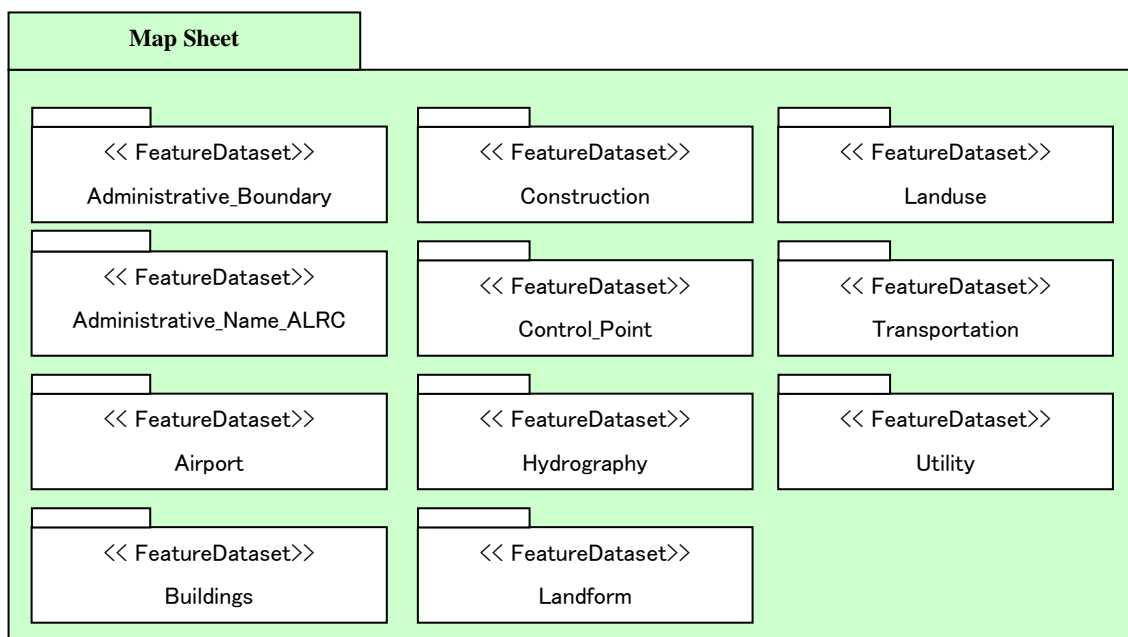 Map Sheet
<< FeatureDataset>>
Administrative_Boundary
<< FeatureDataset>>
Construction
<< FeatureDataset>>
Landuse
<< FeatureDataset>>
Administrative_Name_ALRC
<< FeatureDataset>>
Control_Point
<< FeatureDataset>>
Transportation
<< FeatureDataset>>
Airport
<< FeatureDataset>>
Hydrography
<< FeatureDataset>>
Utility
<< FeatureDataset>>
Buildings
<< FeatureDataset>>
Landform